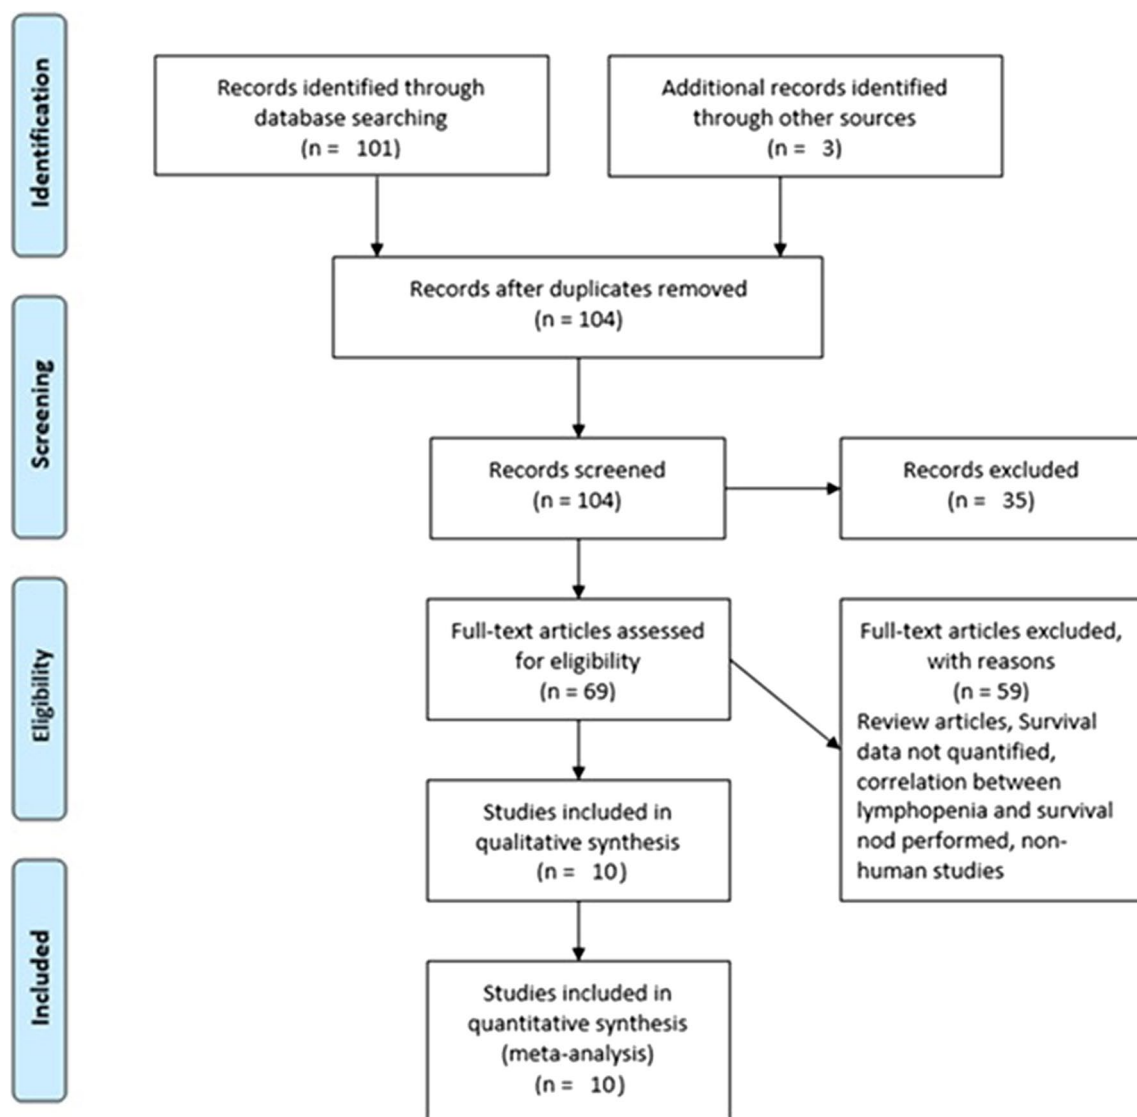 Identification
Records identified through
database searching
(n = 101)
Additional records identified
through other sources
(n = 3)
Records after duplicates removed
(n = 104)
Screening
Records screened
(n = 104)
Records excluded
(n = 35)
Eligibility
Full-text articles assessed
for eligibility
(n = 69)
Full-text articles excluded,
with reasons
(n = 59)
Review articles, Survival
data not quantified,
correlation between
lymphopenia and survival
nod performed, non-
human studies
Studies included in
qualitative synthesis
(n = 10)
Included
Studies included in
quantitative synthesis
(meta-analysis)
(n = 10)